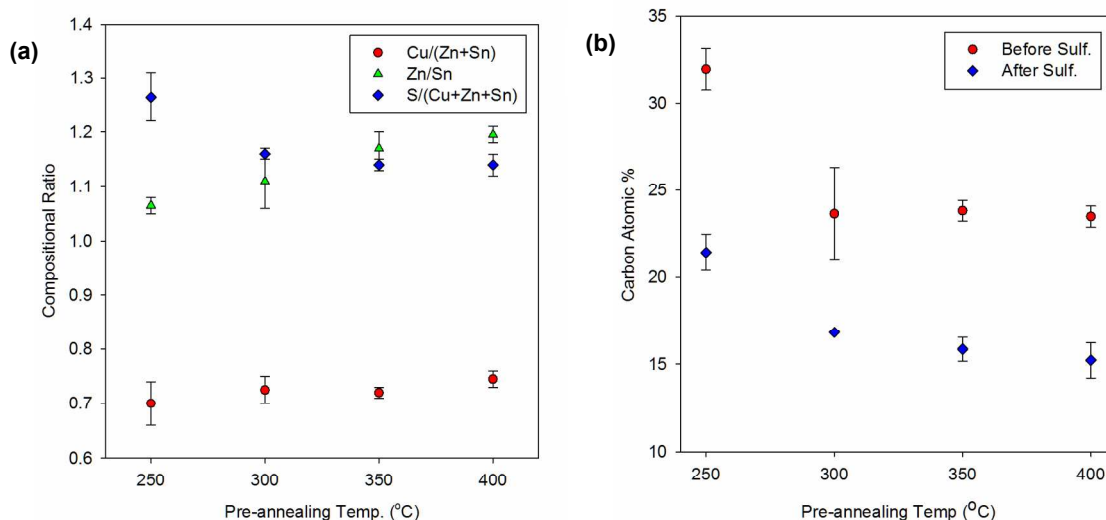 (a)
1.4
1.3
1.2
1.1
1.0
0.9
0.8
0.7
0.6
Compositional Ratio
Cu/(Zn+Sn)
Zn/Sn
S/(Cu+Zn+Sn)
250 300 350 400
Pre-annealing Temp. (°C)
(b)
35
30
25
20
15
10
Carbon Atomic %
Before Sulf.
After Sulf.
250 300 350 400
Pre-annealing Temp (°C)